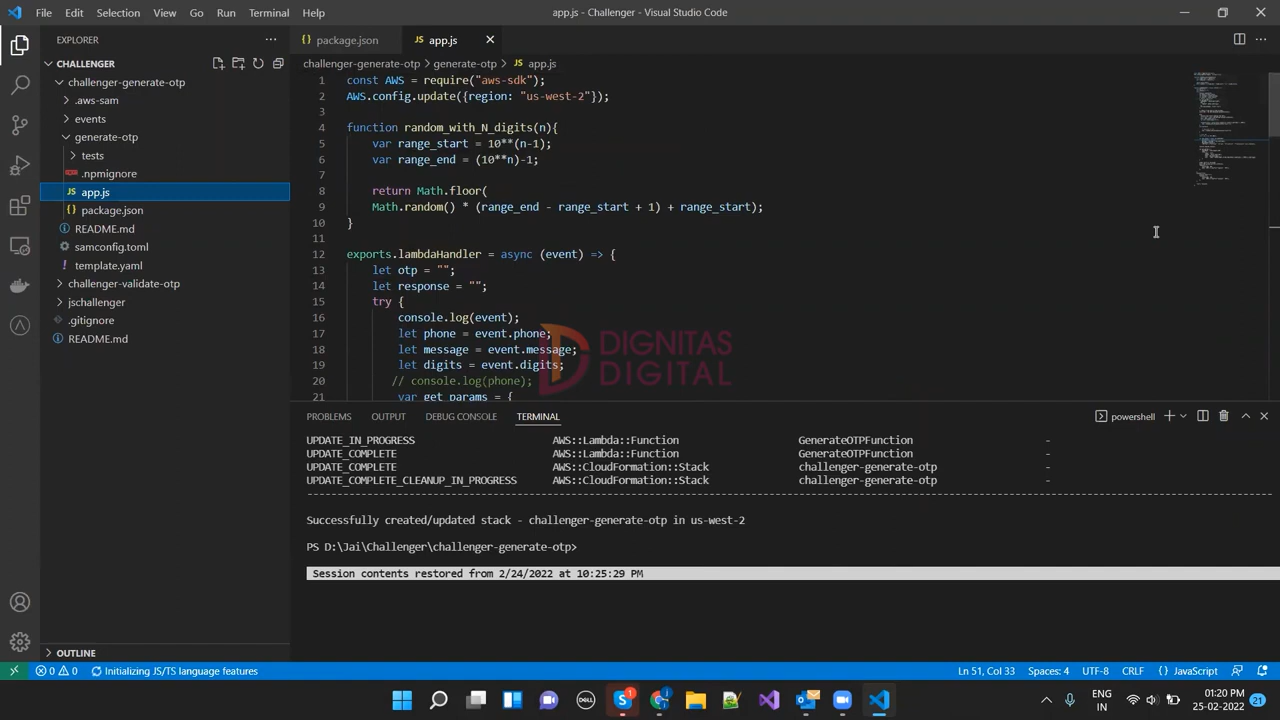 File Edit Selection View Go Run Terminal Help
app.js - Challenger - Visual Studio Code
EXPLORER
CHALLENGER
challenger-generate-otp
.aws-sam
events
generate-otp
tests
.npmignore
JS app.js
{} package.json
README.md
samconfig.toml
! template.yaml
challenger-validate-otp
jschallenger
.gitignore
README.md
OUTLINE
{} package.json
JS app.js
challenger-generate-otp > generate-otp > JS app.js
1 const AWS = require("aws-sdk");
2 AWS.config.update({region: "us-west-2"});
3
4 function random_with_N_digits(n){
5 var range_start = 10**(n-1);
6 var range_end = (10**n)-1;
7
8 return Math.floor(
9 Math.random() * (range_end - range_start + 1) + range_start);
10 }
11
12 exports.lambdaHandler = async (event) => {
13 let otp = "";
14 let response = "";
15 try {
16 console.log(event);
17 let phone = event.phone;
18 let message = event.message;
19 let digits = event.digits;
20 // console.log(phone);
21 var get_params = {
DIGNITAS
DIGITAL
PROBLEMS OUTPUT DEBUG CONSOLE TERMINAL
powershell
UPDATE_IN_PROGRESS AWS::Lambda::Function GenerateOTPFunction -
UPDATE_COMPLETE AWS::Lambda::Function GenerateOTPFunction -
UPDATE_COMPLETE AWS::CloudFormation::Stack challenger-generate-otp -
UPDATE_COMPLETE_CLEANUP_IN_PROGRESS AWS::CloudFormation::Stack challenger-generate-otp -
Successfully created/updated stack - challenger-generate-otp in us-west-2
PS D:\Jai\Challenger\challenger-generate-otp>
Session contents restored from 2/24/2022 at 10:25:29 PM
0 0 Initializing JS/TS language features
Ln 51, Col 33 Spaces: 4 UTF-8 CRLF {} JavaScript
DELL
S 1
ENG
IN
01:20 PM
25-02-2022
21